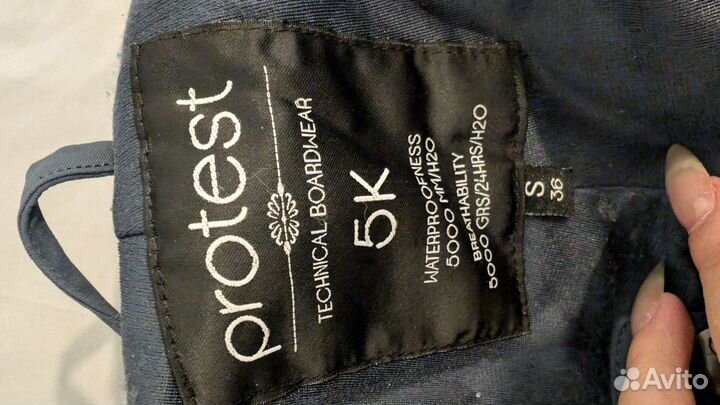 protest
TECHNICAL BOARDWEAR
5K
WATERPROOFNESS
5000 MM/H2O
BREATHABILITY
5000 GRS/24HRS/H2O
S
36
Avito